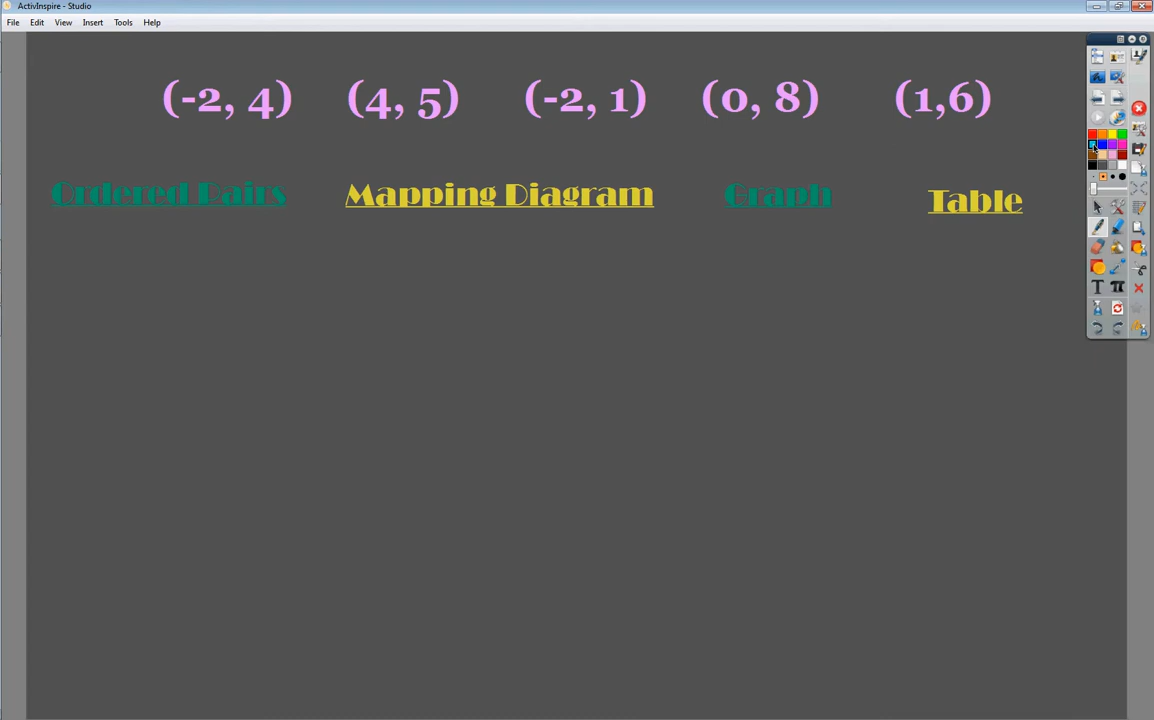 ActivInspire - Studio
File Edit View Insert Tools Help
(-2, 4) (4, 5) (-2, 1) (0, 8) (1,6)
Ordered Pairs Mapping Diagram Graph Table